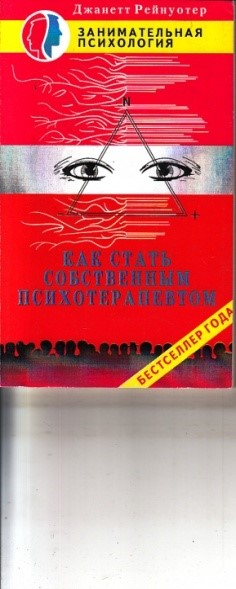 Джанетт Рейнуотер
ЗАНИМАТЕЛЬНАЯ
ПСИХОЛОГИЯ
N
– +
КАК СТАТЬ
СОБСТВЕННЫМ
ПСИХОТЕРАПЕВТОМ
БЕСТСЕЛЛЕР ГОДА